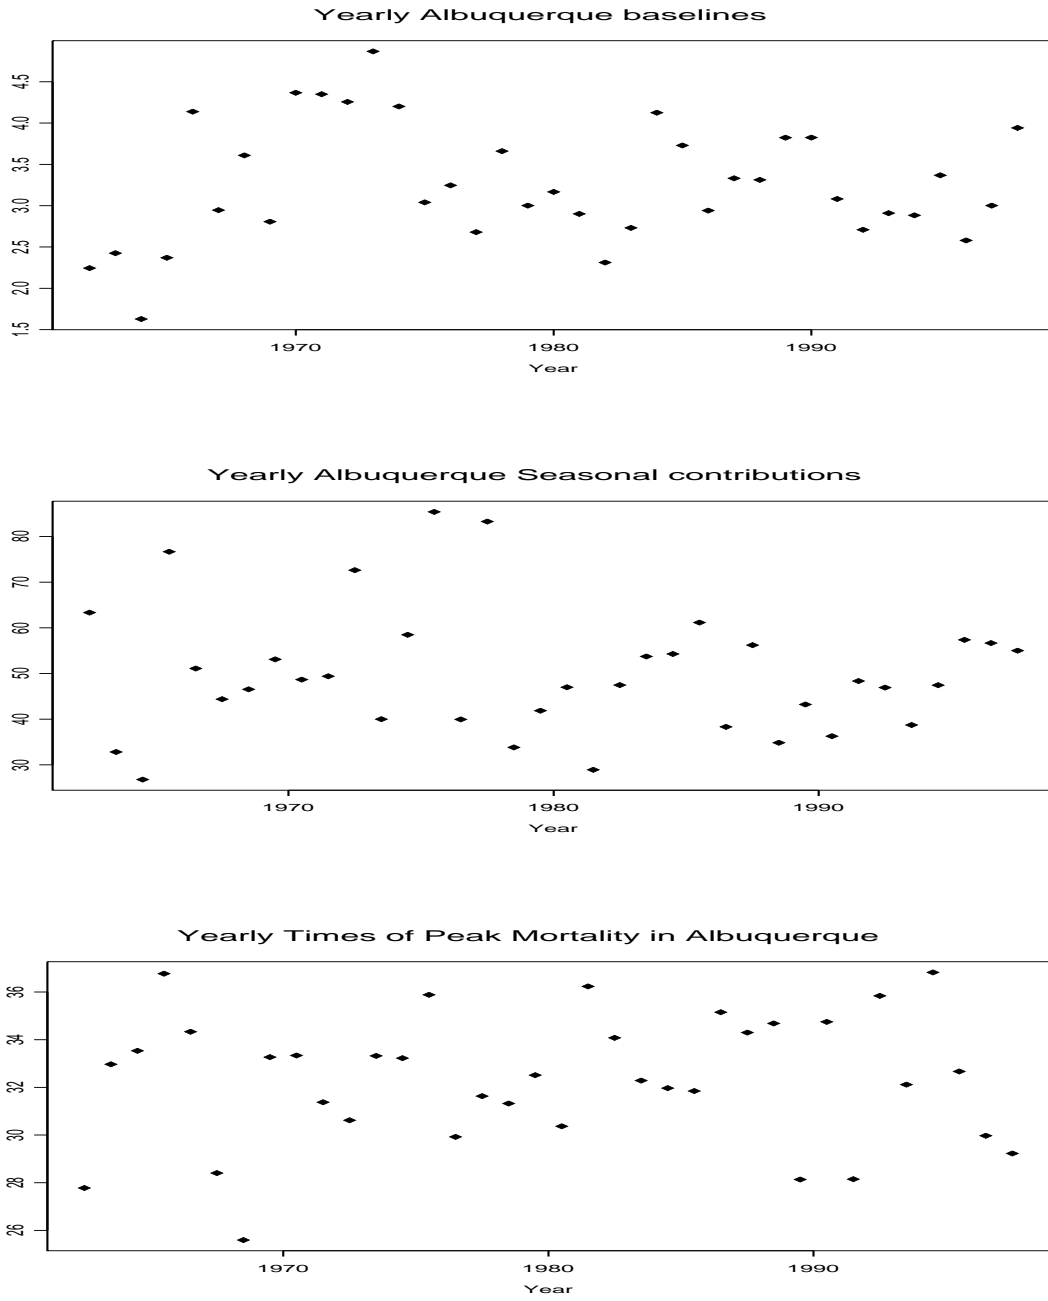 Yearly Albuquerque baselines
4.5
4.0
3.5
3.0
2.5
2.0
1.5
1970 1980 1990
Year
Yearly Albuquerque Seasonal contributions
80
70
60
50
40
30
1970 1980 1990
Year
Yearly Times of Peak Mortality in Albuquerque
36
34
32
30
28
26
1970 1980 1990
Year